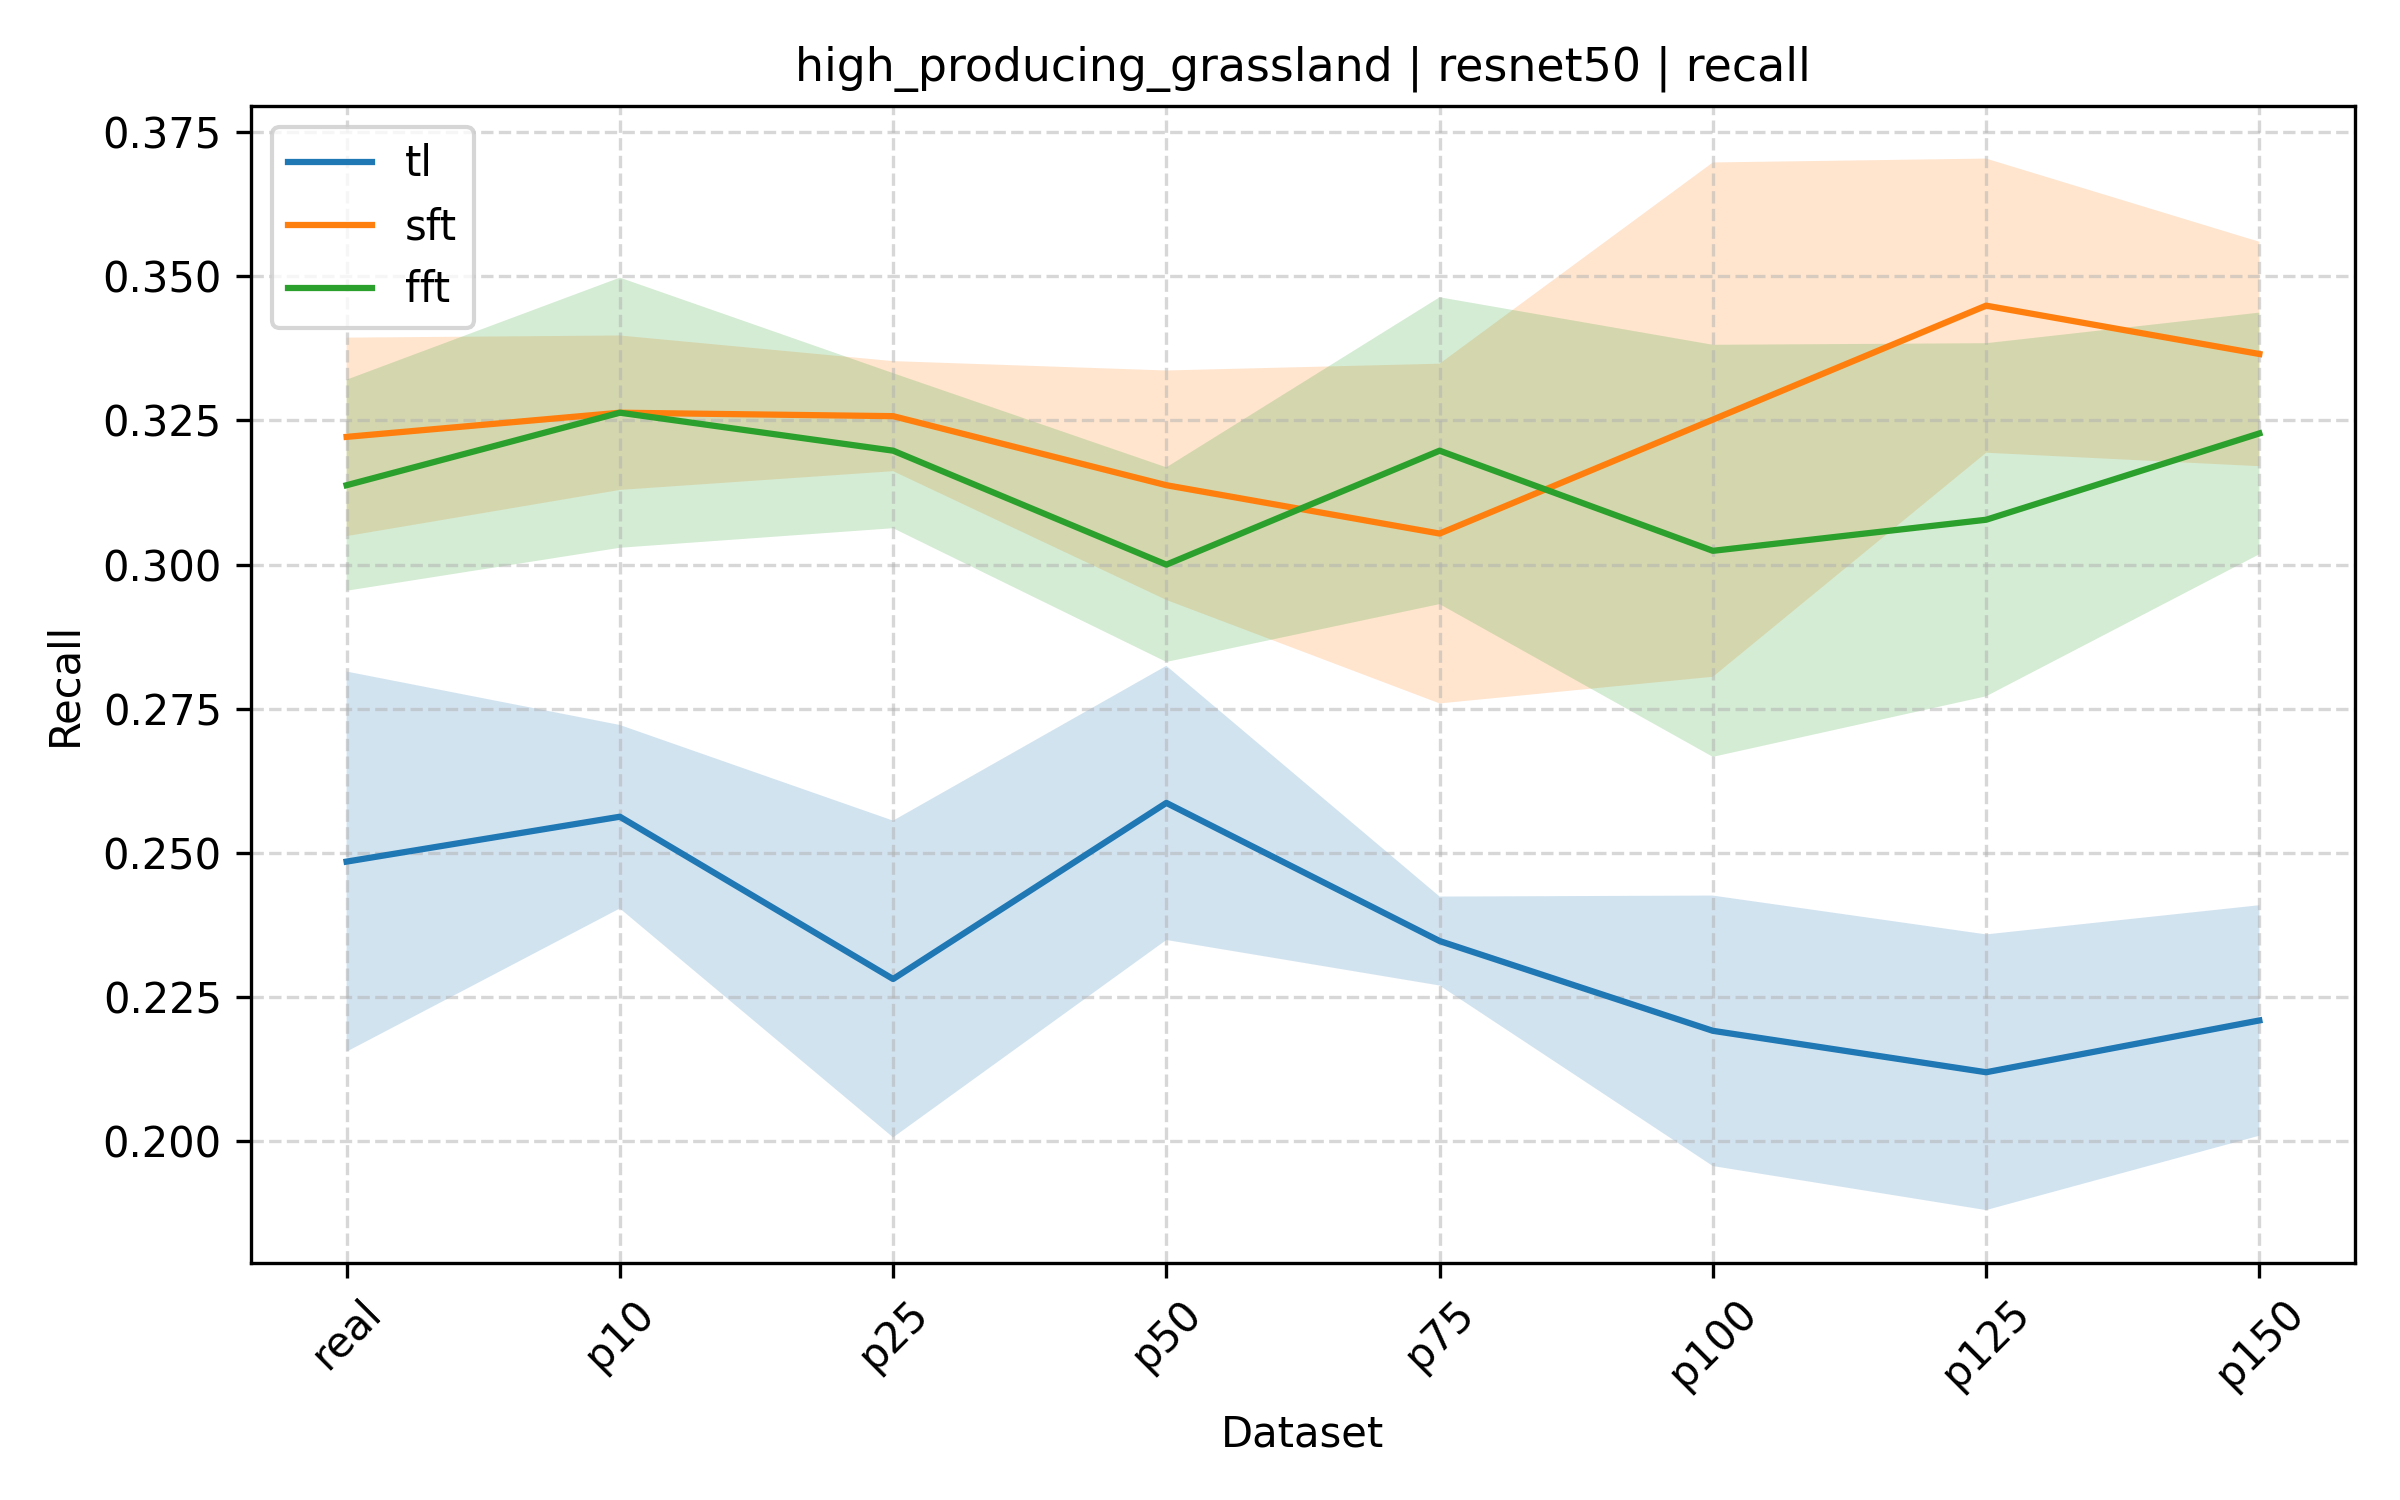 high_producing_grassland | resnet50 | recall
tl
sft
fft
0.375
0.350
0.325
0.300
0.275
0.250
0.225
0.200
Recall
real
p10
p25
p50
p75
p100
p125
p150
Dataset